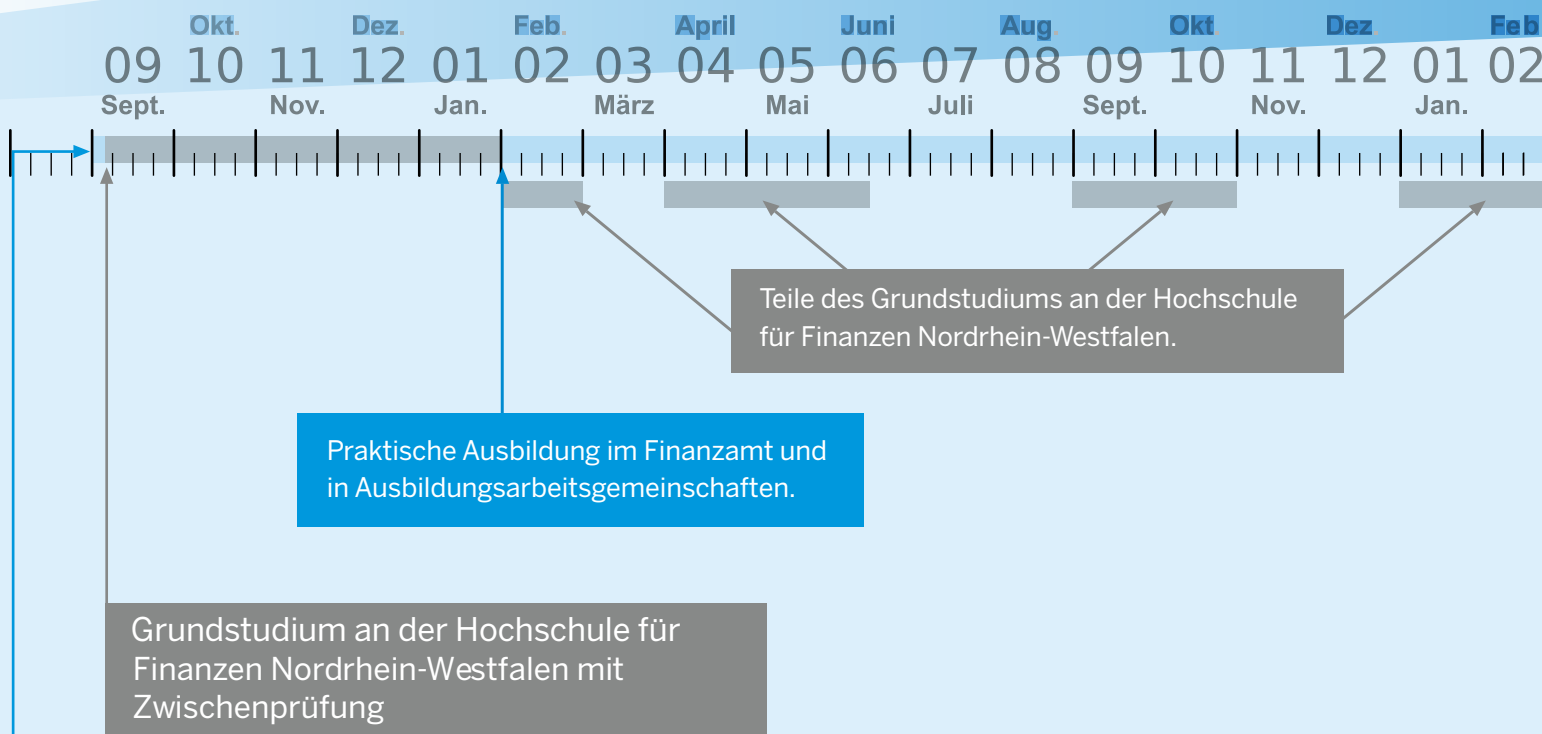 Okt. Dez. Feb. April Juni Aug. Okt. Dez. Feb
09 10 11 12 01 02 03 04 05 06 07 08 09 10 11 12 01 02
Sept. Nov. Jan. März Mai Juli Sept. Nov. Jan.
Teile des Grundstudiums an der Hochschule
für Finanzen Nordrhein-Westfalen.
Praktische Ausbildung im Finanzamt und
in Ausbildungsarbeitsgemeinschaften.
Grundstudium an der Hochschule für
Finanzen Nordrhein-Westfalen mit
Zwischenprüfung